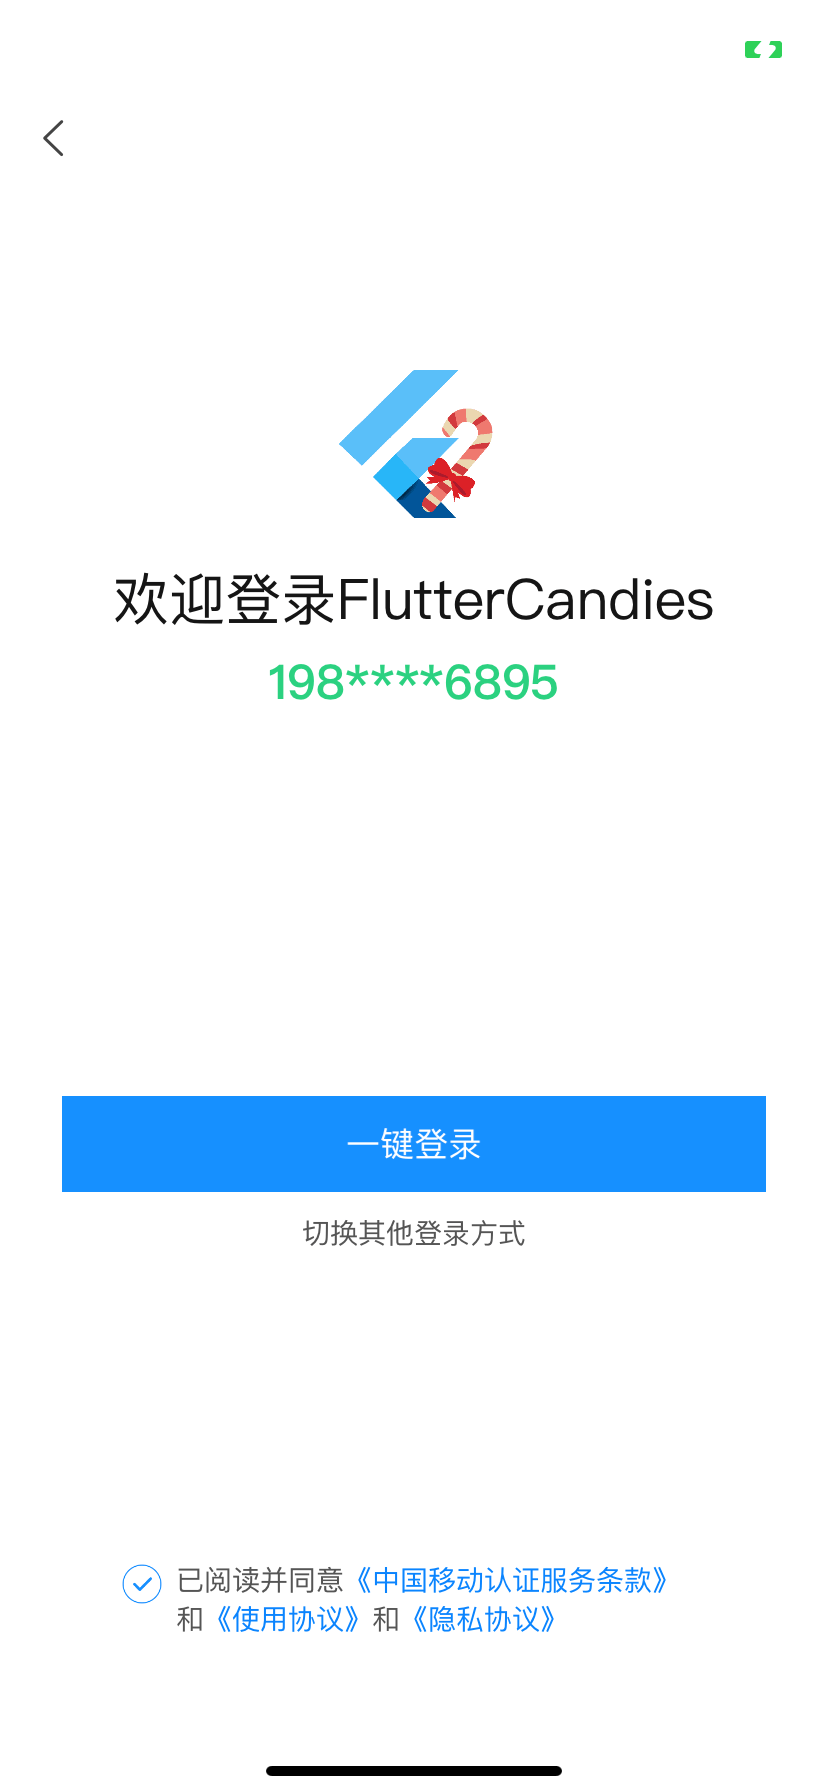 欢迎登录FlutterCandies
198****6895
一键登录
切换其他登录方式
已阅读并同意《中国移动认证服务条款》
和《使用协议》和《隐私协议》